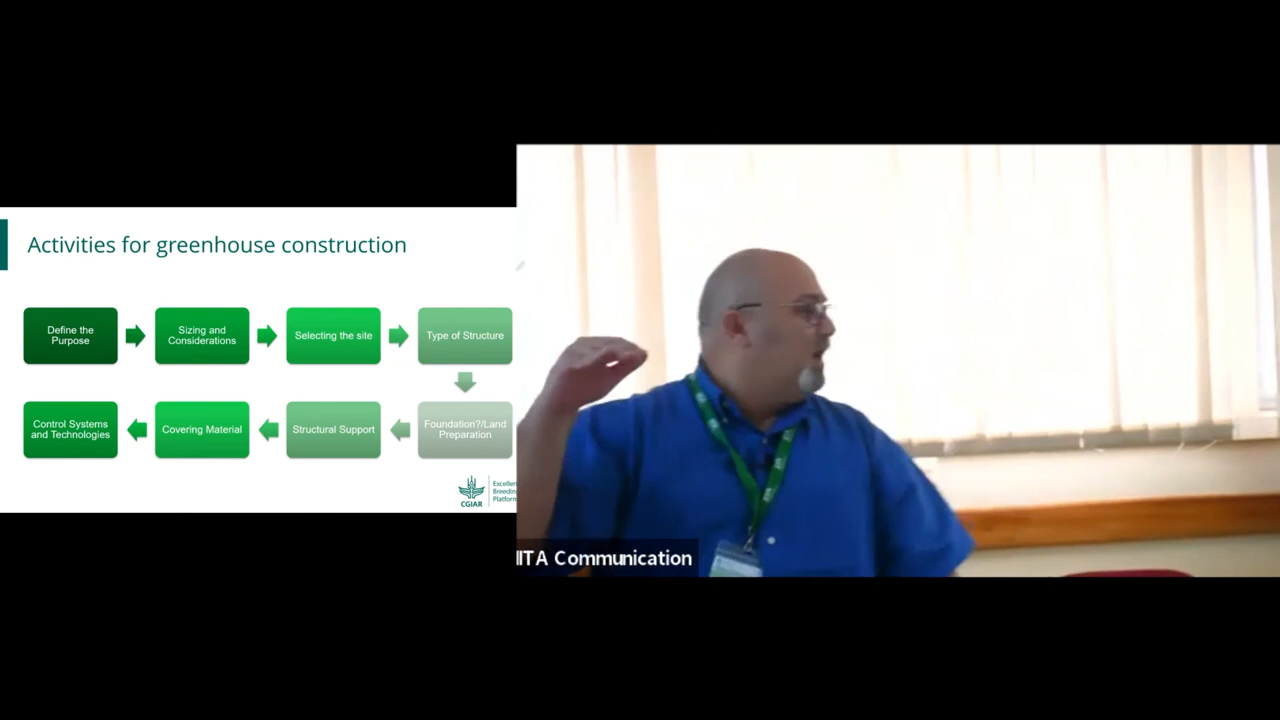 Activities for greenhouse construction
Define the
Purpose
Sizing and
Considerations
Selecting the site
Type of Structure
Control Systems
and Technologies
Covering Material
Structural Support
Foundation?/Land
Preparation
CGIAR
Platform
IITA Communication